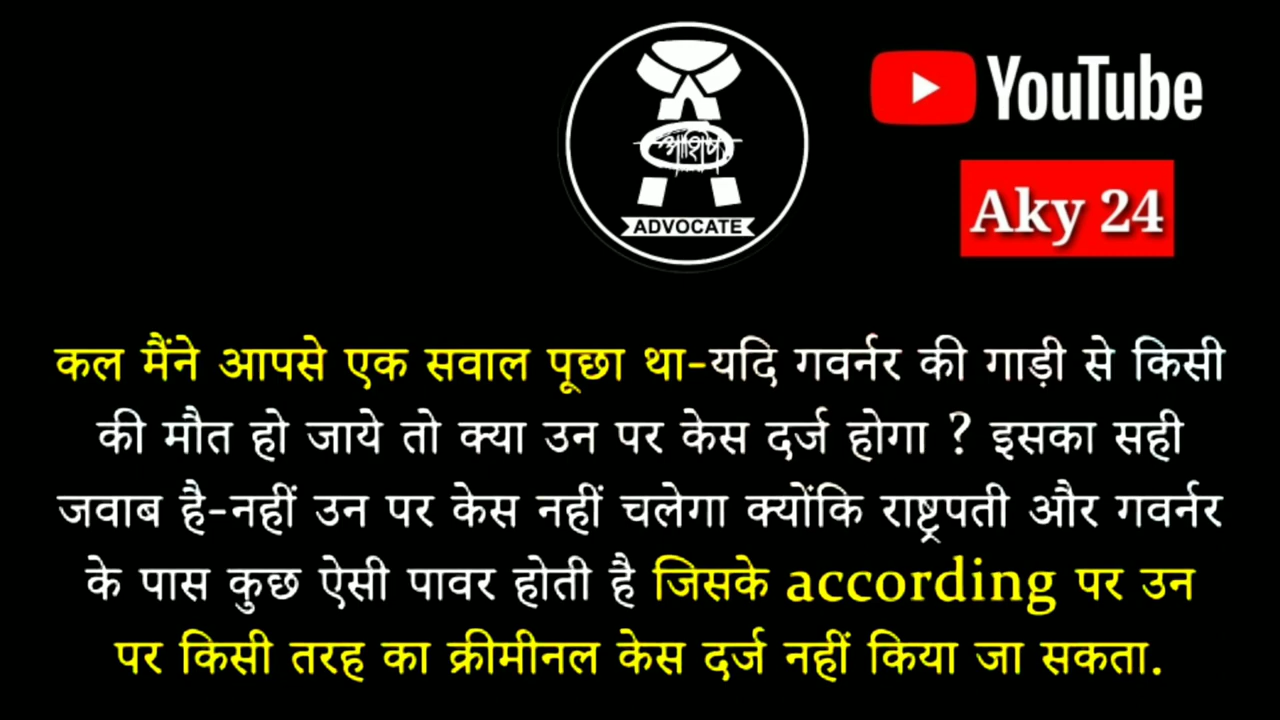 YouTube
Aky 24
ADVOCATE
कल मैंने आपसे एक सवाल पूछा था-यदि गवर्नर की गाड़ी से किसी
की मौत हो जाये तो क्या उन पर केस दर्ज होगा ? इसका सही
जवाब है-नहीं उन पर केस नहीं चलेगा क्योंकि राष्ट्रपती और गवर्नर
के पास कुछ ऐसी पावर होती है जिसके according पर उन
पर किसी तरह का क्रीमीनल केस दर्ज नहीं किया जा सकता.